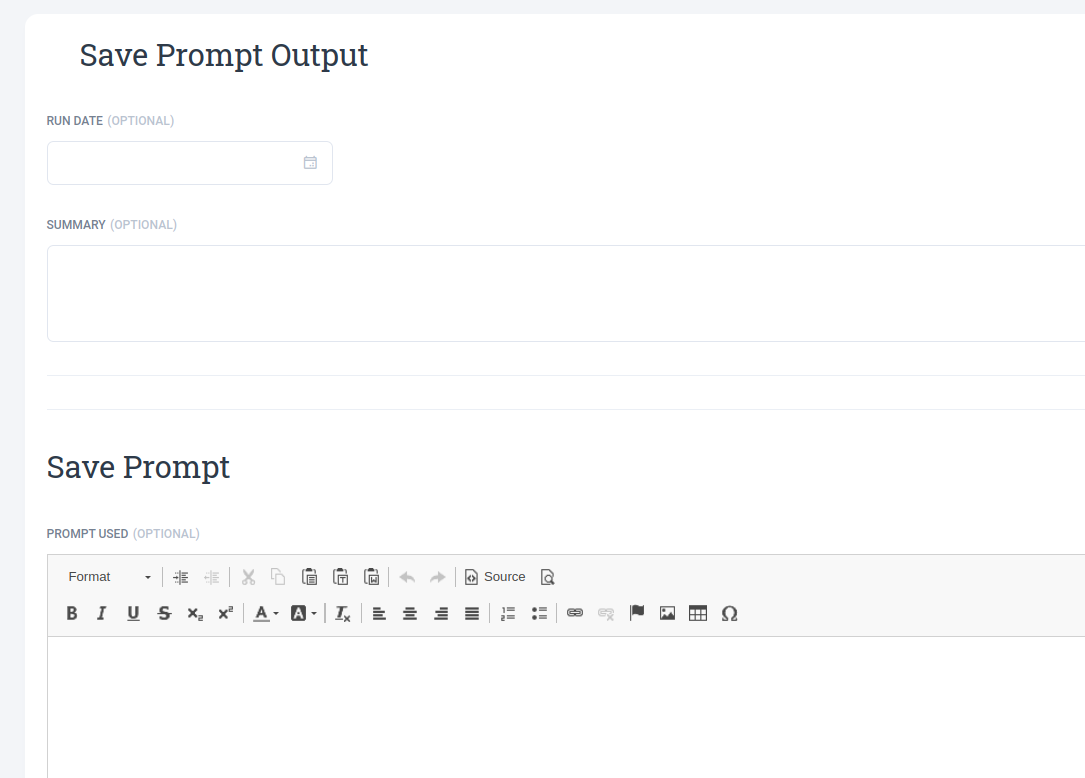 Save Prompt Output
RUN DATE (OPTIONAL)
SUMMARY (OPTIONAL)
Save Prompt
PROMPT USED (OPTIONAL)
Format Source